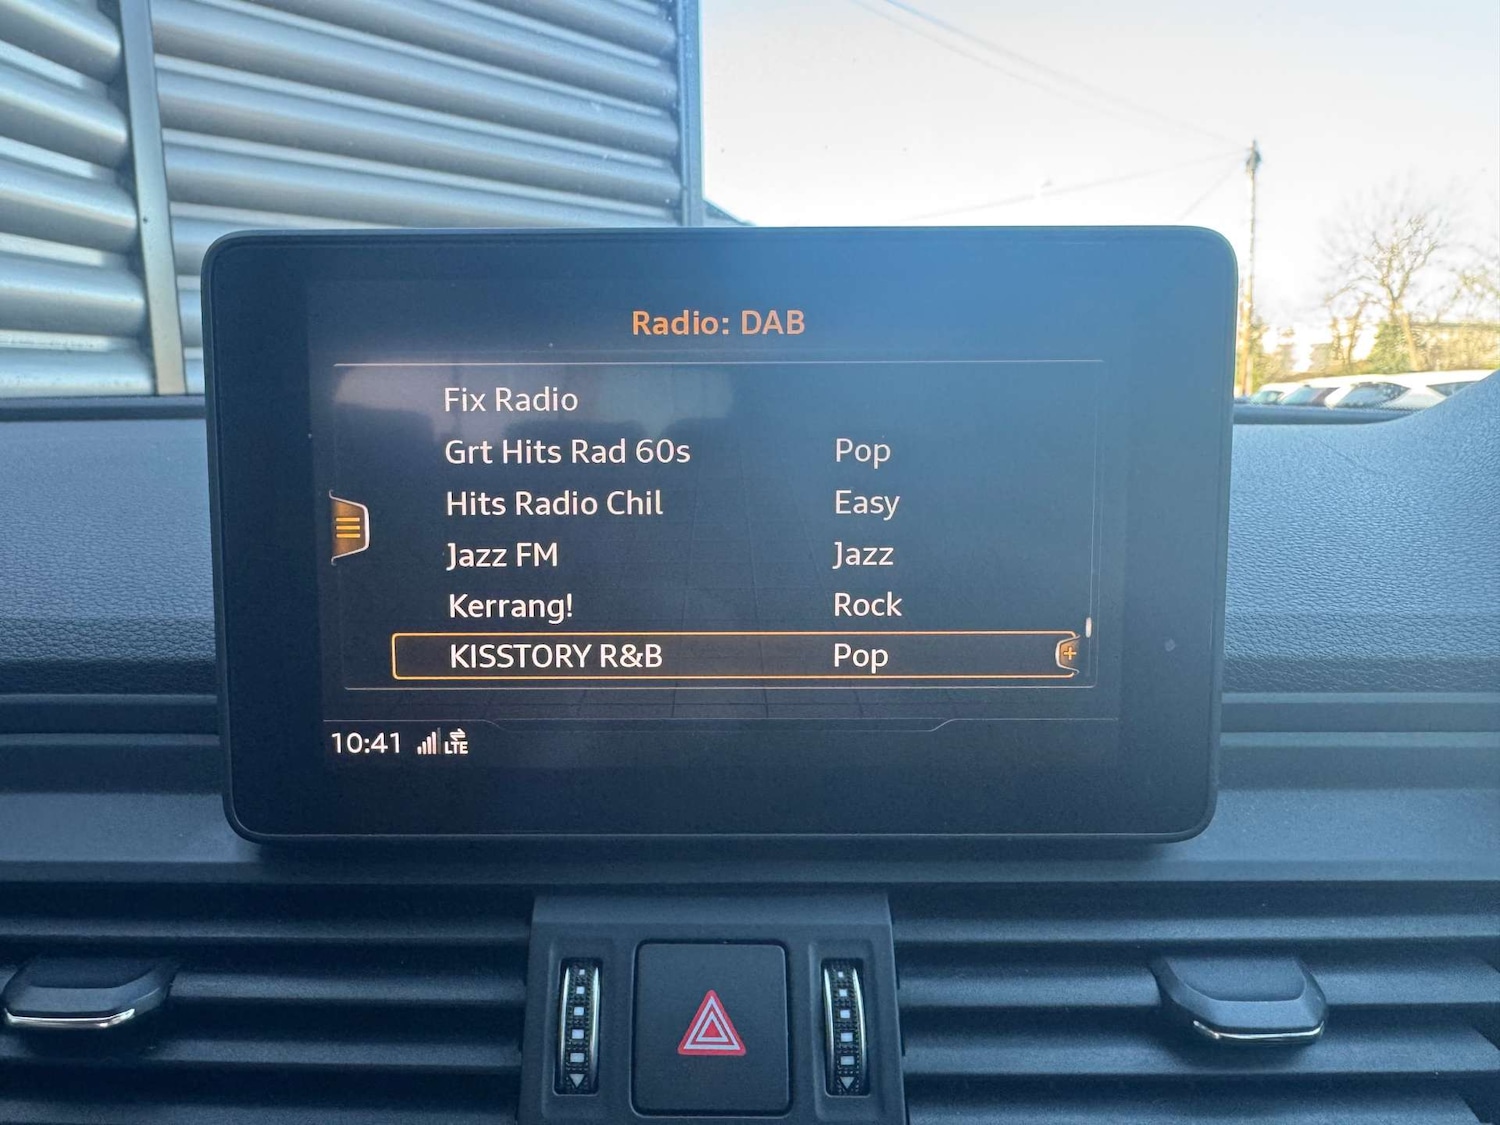 Radio: DAB
Fix Radio
Grt Hits Rad 60s Pop
Hits Radio Chil Easy
Jazz FM Jazz
Kerrang! Rock
KISSTORY R&B Pop
10:41 LTE